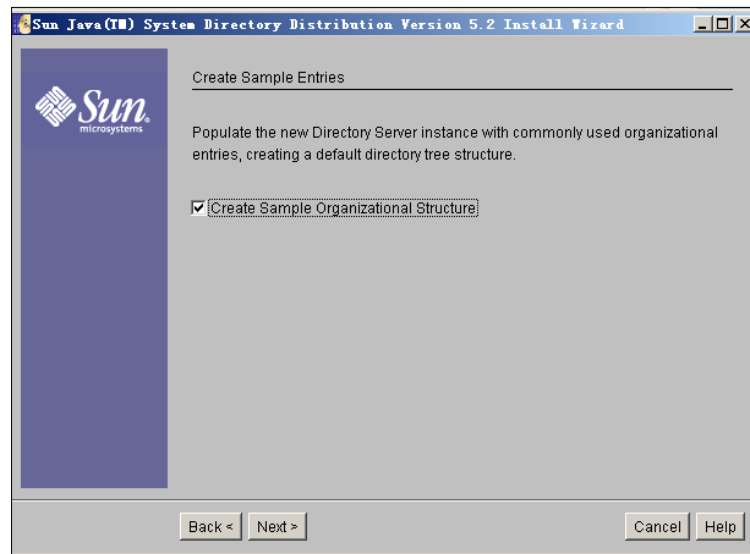 Sun Java(TM) System Directory Distribution Version 5.2 Install Wizard
Sun.
microsystems
Create Sample Entries
Populate the new Directory Server instance with commonly used organizational
entries, creating a default directory tree structure.
Create Sample Organizational Structure
Back <
Next >
Cancel
Help